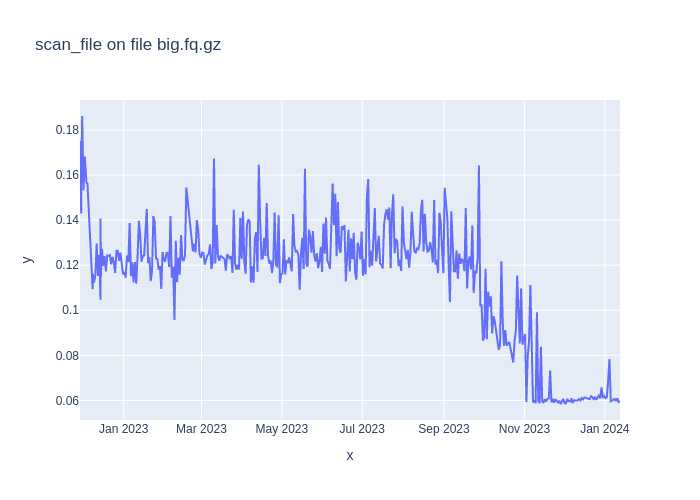 scan_file on file big.fq.gz
0.18
0.16
0.14
0.12
0.1
0.08
0.06
y
Jan 2023
Mar 2023
May 2023
Jul 2023
Sep 2023
Nov 2023
Jan 2024
x